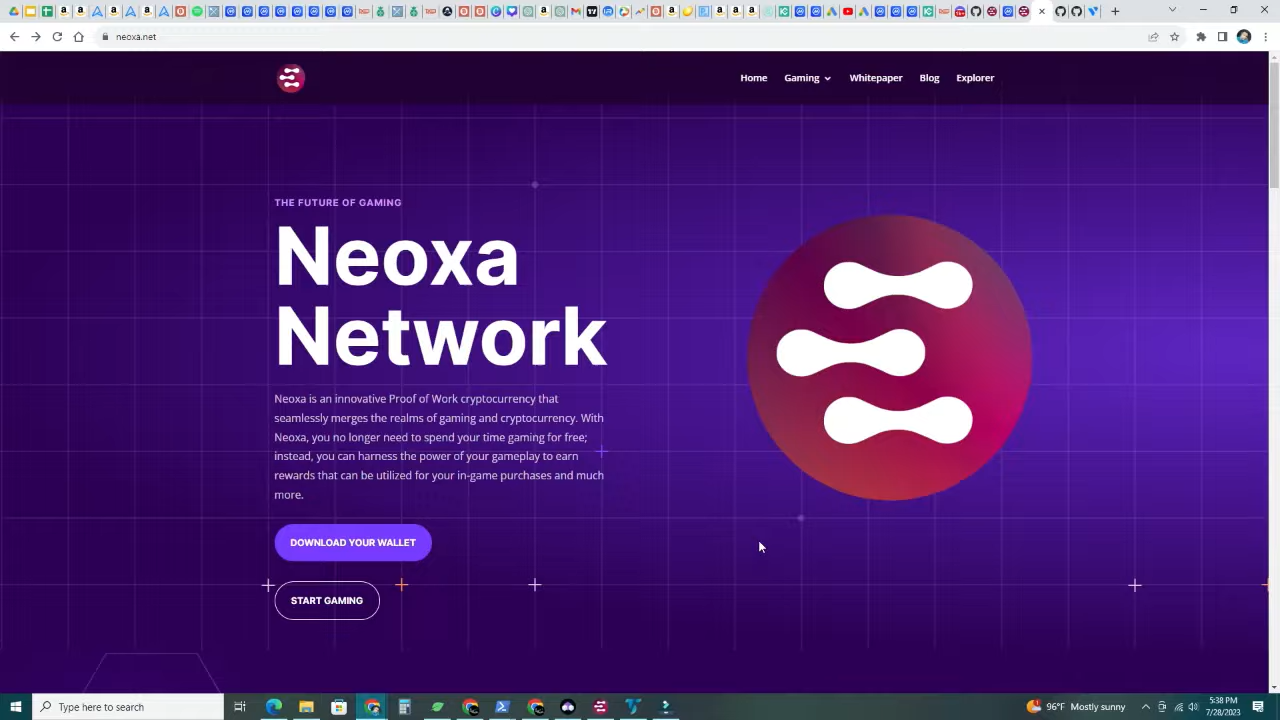 neoxa.net
Home Gaming Whitepaper Blog Explorer
THE FUTURE OF GAMING
Neoxa
Network
Neoxa is an innovative Proof of Work cryptocurrency that
seamlessly merges the realms of gaming and cryptocurrency. With
Neoxa, you no longer need to spend your time gaming for free;
instead, you can harness the power of your gameplay to earn
rewards that can be utilized for your in-game purchases and much
more.
DOWNLOAD YOUR WALLET
START GAMING
Type here to search
96°F Mostly sunny
5:38 PM
7/28/2023